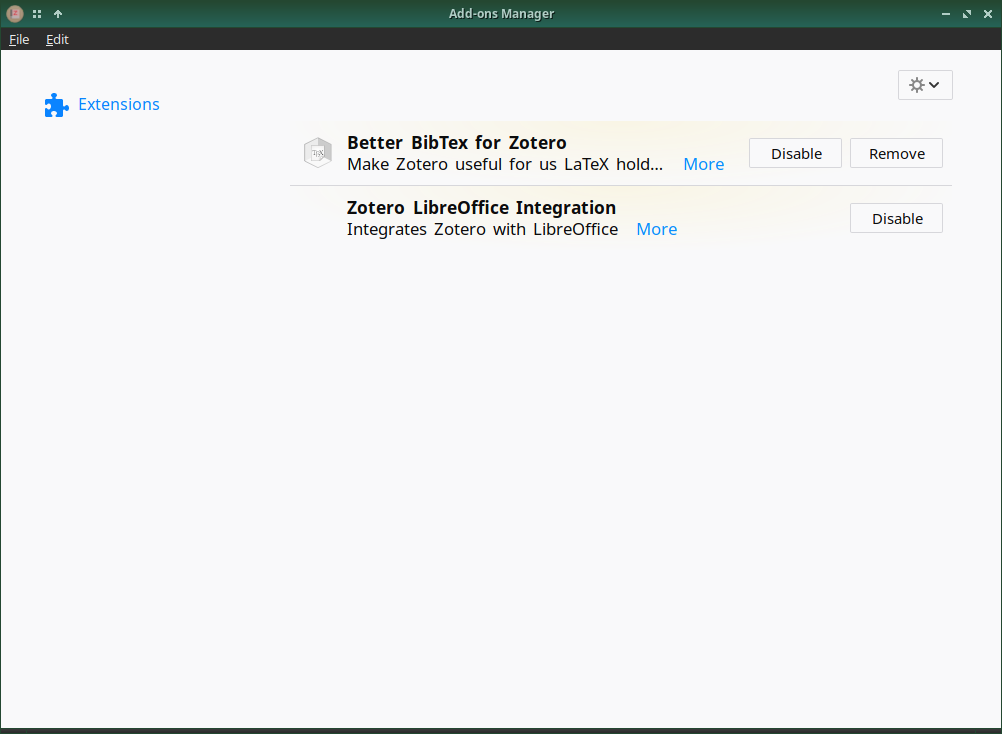 Add-ons Manager
File Edit
Extensions
Better BibTex for Zotero
Make Zotero useful for us LaTeX hold... More
Disable Remove
Zotero LibreOffice Integration
Integrates Zotero with LibreOffice More
Disable